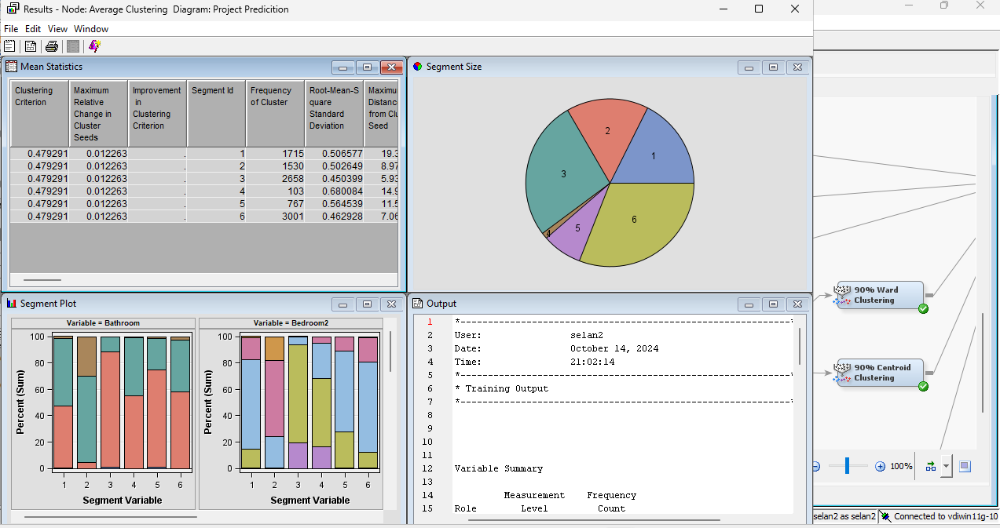 Results - Node: Average Clustering Diagram: Project Predicition
File Edit View Window
Mean Statistics
Clustering Criterion
Maximum Relative Change in Cluster Seeds
Improvement in Clustering Criterion
Segment Id
Frequency of Cluster
Root-Mean-S quare Standard Deviation
Maximu Distanc from Clu Seed
0.479291 0.012263 . 1 1715 0.506577 19.3
0.479291 0.012263 . 2 1530 0.502649 8.97
0.479291 0.012263 . 3 2658 0.450399 5.93
0.479291 0.012263 . 4 103 0.680084 14.9
0.479291 0.012263 . 5 767 0.564539 11.5
0.479291 0.012263 . 6 3001 0.462928 7.06
Segment Size
1
2
3
4
5
6
Segment Plot
Variable = Bathroom
Percent (Sum)
100
80
60
40
20
0
1 2 3 4 5 6
Segment Variable
Variable = Bedroom2
Percent (Sum)
100
80
60
40
20
0
1 2 3 4 5 6
Segment Variable
Output
1 *------------------------------------------------------------*
2 User: selan2
3 Date: October 14, 2024
4 Time: 21:02:14
5 *------------------------------------------------------------*
6 * Training Output
7 *------------------------------------------------------------*
8
9
10
11
12 Variable Summary
13
14 Measurement Frequency
15 Role Level Count
90% Ward
Clustering
90% Centroid
Clustering
100%
selan2 as selan2 Connected to vdiwin11g-10